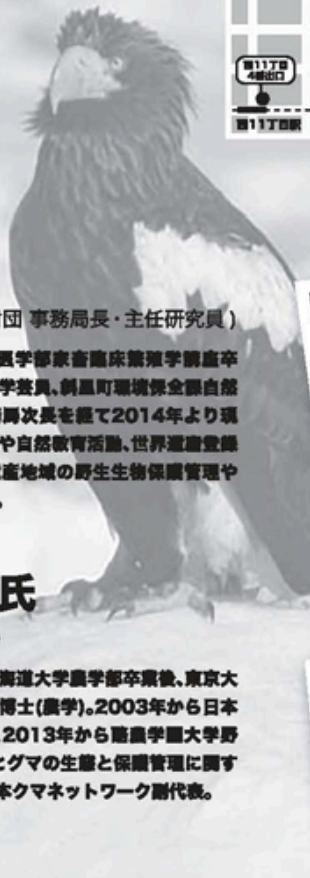 西11丁目
4番出口
西11丁目駅
団 事務局長・主任研究員)
医学部家畜臨床繁殖学講座卒
学芸員、斜里町環境保全課自然
務局次長を経て2014年より現
や自然教育活動、世界遺産登録
産地域の野生生物保護管理や
。
氏
)
海道大学農学部卒業後、東京大
博士(農学)。2003年から日本
2013年から酪農学園大学野
ヒグマの生態と保護管理に関す
本クマネットワーク副代表。